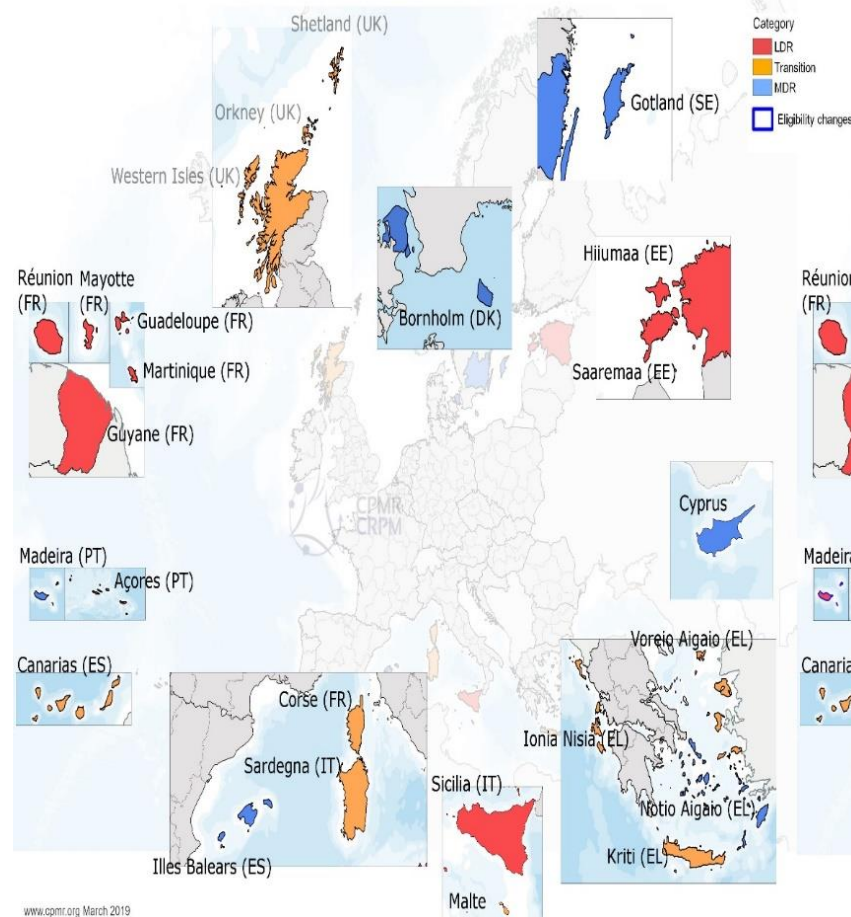 Shetland (UK)
Orkney (UK)
Western Isles (UK)
Gotland (SE)
Category
LDR
Transition
MDR
Eligibility changes
Bornholm (DK)
Hiiumaa (EE)
Saaremaa (EE)
Réunion
(FR)
Mayotte
(FR)
Guadeloupe (FR)
Martinique (FR)
Guyane (FR)
Réunion
(FR)
CPMR
CRPM
Cyprus
Madeira (PT)
Açores (PT)
Madeira
Canarias (ES)
Canaria
Corse (FR)
Sardegna (IT)
Illes Balears (ES)
Sicilia (IT)
Malte
Voreio Aigaio (EL)
Ionia Nisia (EL)
Notio Aigaio (EL)
Kriti (EL)
www.cpmr.org March 2019